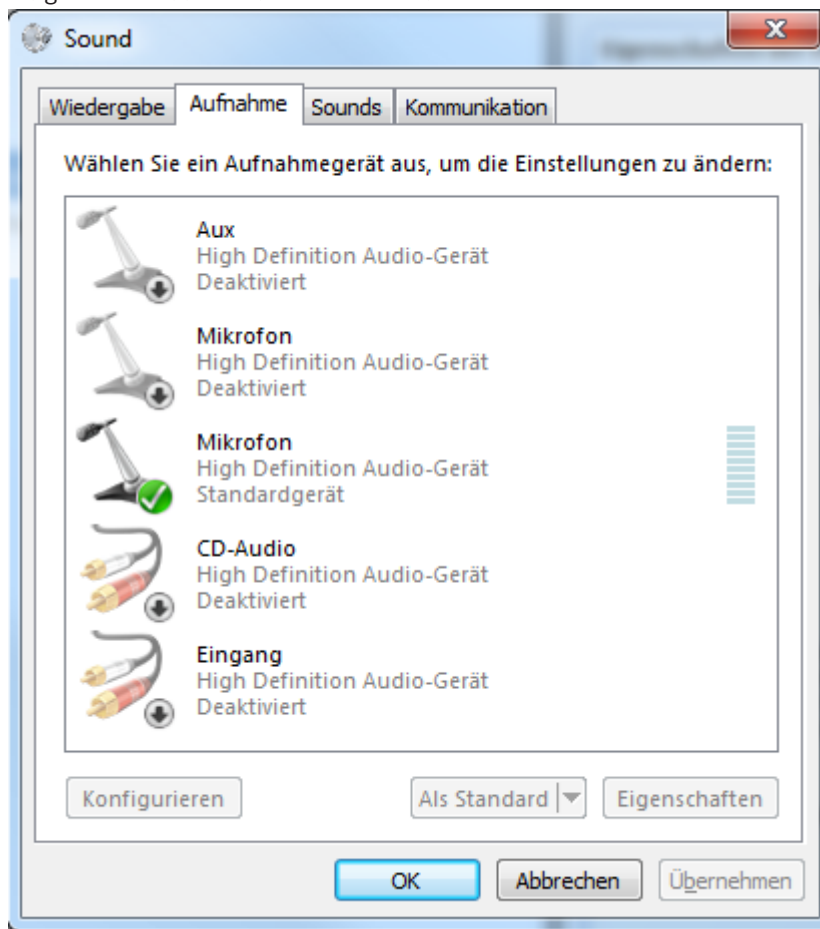 Sound
Wiedergabe Aufnahme Sounds Kommunikation
Wählen Sie ein Aufnahmegerät aus, um die Einstellungen zu ändern:
Aux
High Definition Audio-Gerät
Deaktiviert
Mikrofon
High Definition Audio-Gerät
Deaktiviert
Mikrofon
High Definition Audio-Gerät
Standardgerät
CD-Audio
High Definition Audio-Gerät
Deaktiviert
Eingang
High Definition Audio-Gerät
Deaktiviert
Konfigurieren Als Standard Eigenschaften
OK Abbrechen Übernehmen